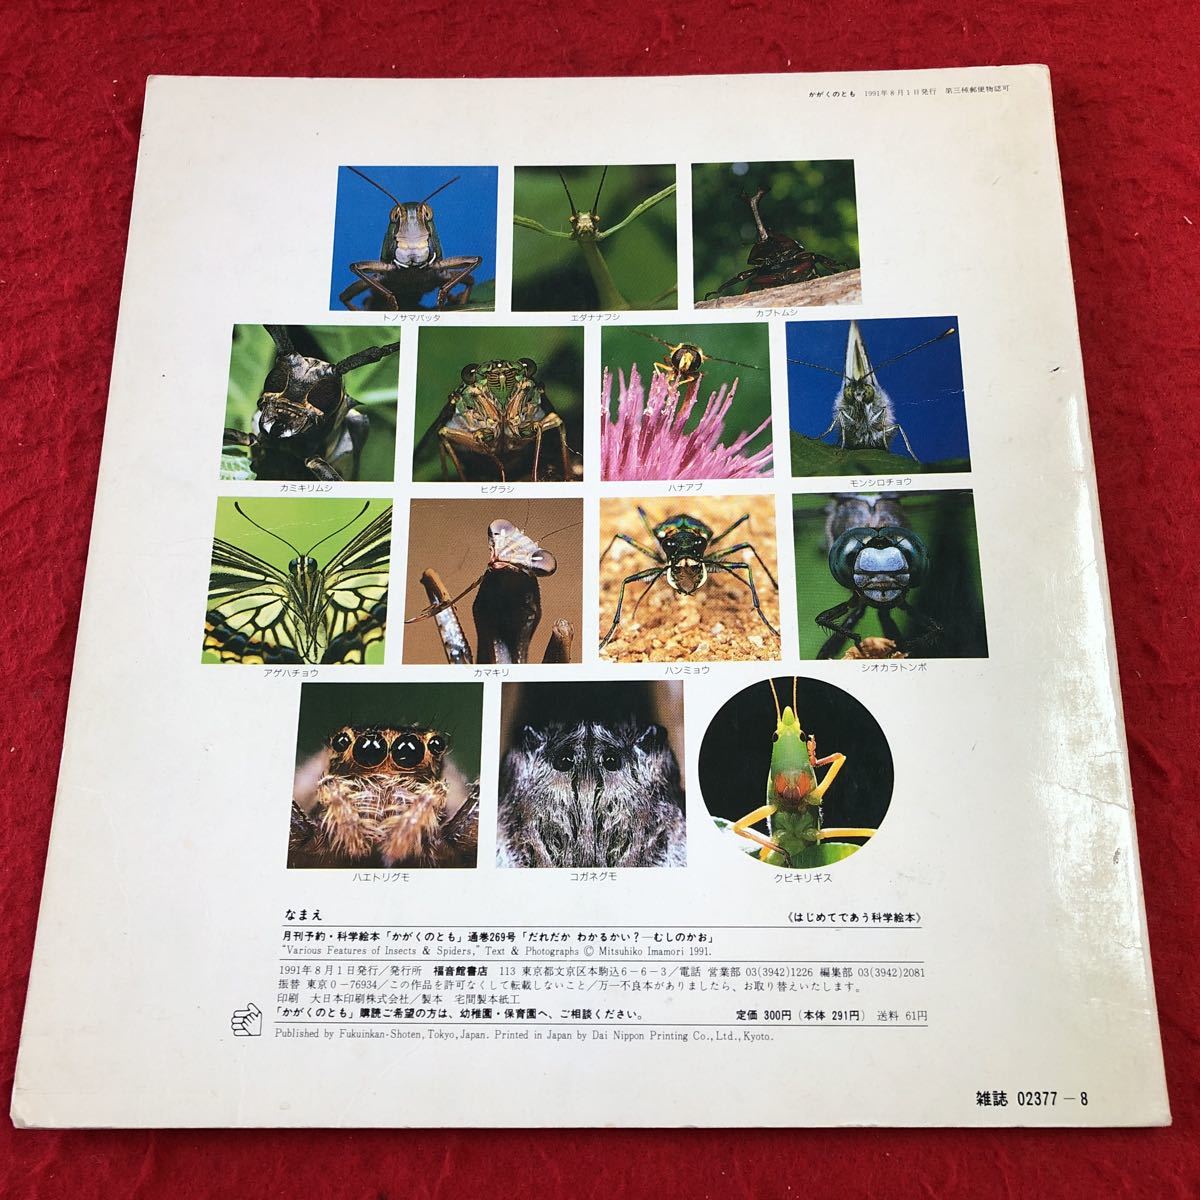 かがくのとも 1991年8月1日発行 第三種郵便物認可
トノサマバッタ
エダナナフシ
カブトムシ
カミキリムシ
ヒグラシ
ハナアブ
モンシロチョウ
アゲハチョウ
カマキリ
ハンミョウ
シオカラトンボ
ハエトリグモ
コガネグモ
クビキリギス
なまえ 《はじめてであう科学絵本》
月刊予約・科学絵本「かがくのとも」通巻269号「だれだか わかるかい?―むしのかお」
"Various Features of Insects & Spiders," Text & Photographs © Mitsuhiko Imamori 1991.
1991年8月1日発行／発行所 福音館書店 113 東京都文京区本駒込6-6-3／電話 営業部 03(3942)1226 編集部 03(3942)2081
振替 東京0-76934／この作品を許可なくして転載しないこと／万一不良本がありましたら、お取り替えいたします。
印刷 大日本印刷株式会社／製本 宅間製本紙工
「かがくのとも」購読ご希望の方は、幼稚園・保育園へ、ご相談ください。 定価 300円（本体 291円） 送料 61円
Published by Fukuinkan-Shoten, Tokyo, Japan. Printed in Japan by Dai Nippon Printing Co., Ltd., Kyoto.
雑誌 02377-8